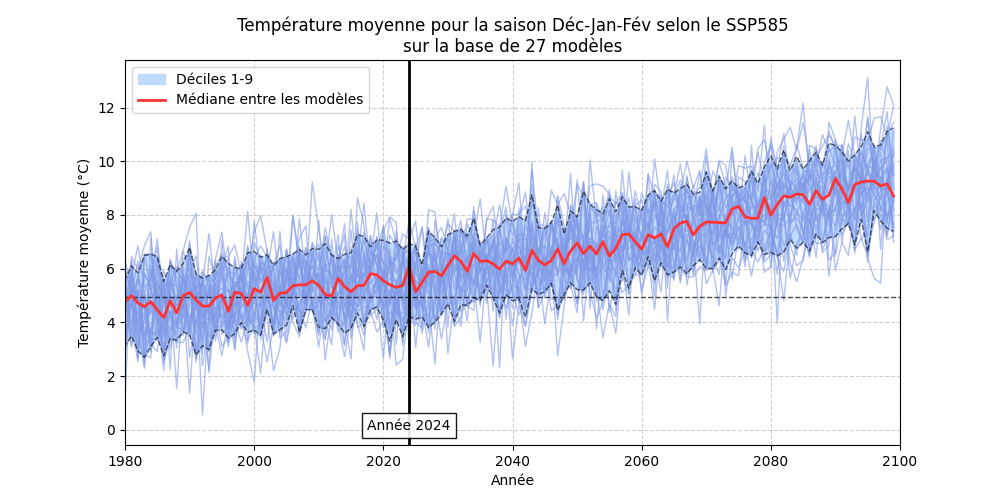 Température moyenne pour la saison Déc-Jan-Fév selon le SSP585
sur la base de 27 modèles
Déciles 1-9
Médiane entre les modèles
Température moyenne (°C)
12
10
8
6
4
2
0
Année 2024
1980
2000
2020
2040
2060
2080
2100
Année